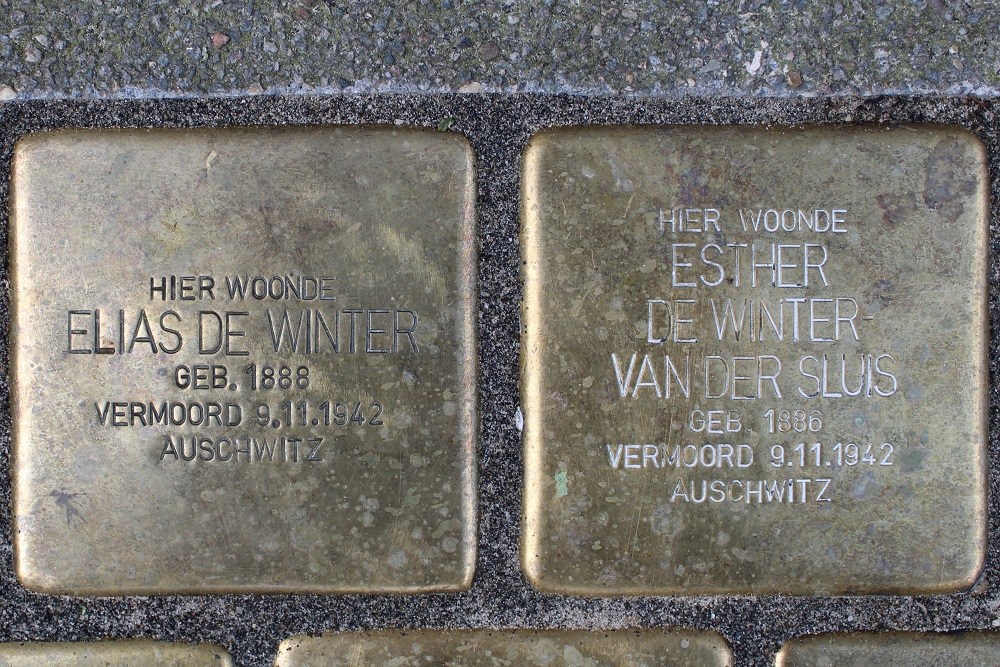 HIER WOONDE
ELIAS DE WINTER
GEB. 1888
VERMOORD 9.11.1942
AUSCHWITZ
HIER WOONDE
ESTHER
DE WINTER-
VAN DER SLUIS
GEB. 1886
VERMOORD 9.11.1942
AUSCHWITZ